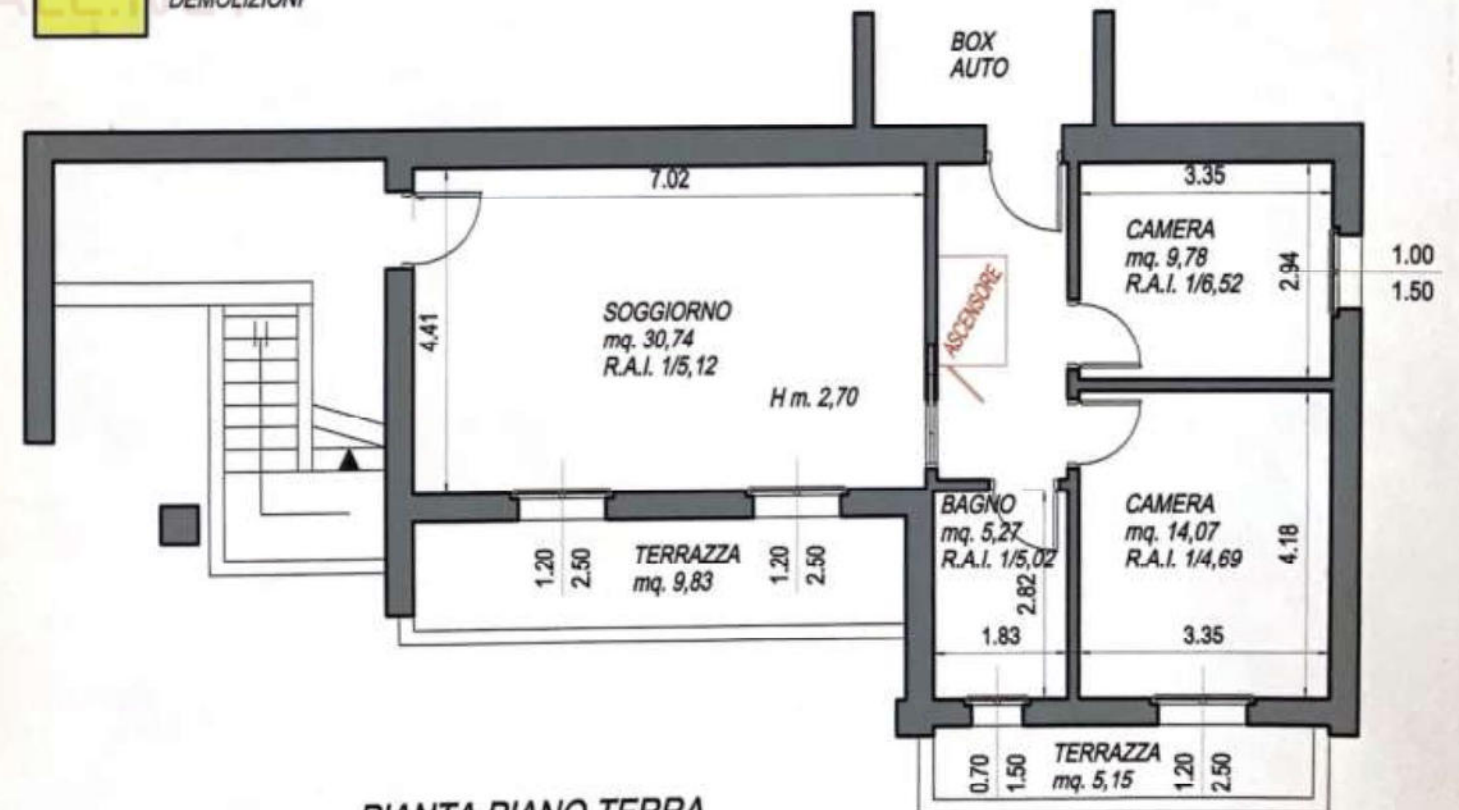 DEMOLIZIONI
BOX
AUTO
7.02
3.35
CAMERA
mq. 9,78
R.A.I. 1/6,52
2.94
1.00
1.50
ASCENSORE
4.41
SOGGIORNO
mq. 30,74
R.A.I. 1/5,12
H m. 2,70
BAGNO
mq. 5,27
R.A.I. 1/5,02
2.82
1.83
CAMERA
mq. 14,07
R.A.I. 1/4,69
4.18
3.35
1.20
2.50
TERRAZZA
mq. 9,83
1.20
2.50
0.70
1.50
TERRAZZA
mq. 5,15
1.20
2.50
PIANTA PIANO TERRA